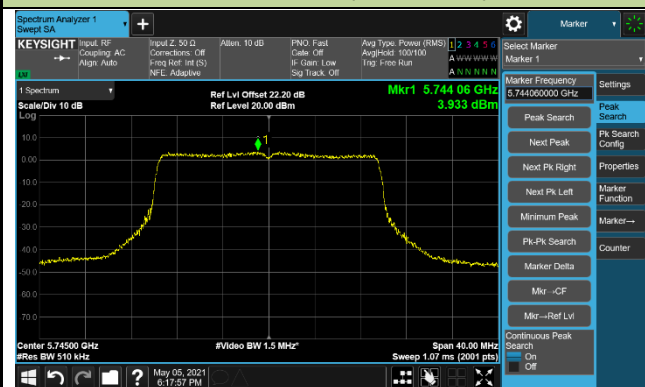 Spectrum Analyzer 1
Swept SA
Marker
KEYSIGHT
Input: RF
Coupling: AC
Align: Auto
Input Z: 50 Ω
Corrections: Off
Freq Ref: Int (S)
NFE: Adaptive
Atten: 10 dB
PNO: Fast
Gate: Off
IF Gain: Low
Sig Track: Off
Avg Type: Power (RMS)
Avg|Hold: 100/100
Trig: Free Run
1 2 3 4 5 6
A W W W W W
A N N N N N
LXI
Select Marker
Marker 1
1 Spectrum
Scale/Div 10 dB
Log
Ref Lvl Offset 22.20 dB
Ref Level 20.00 dBm
Mkr1 5.744 06 GHz
3.933 dBm
1
10.0
0.00
-10.0
-20.0
-30.0
-40.0
-50.0
-60.0
-70.0
Center 5.74500 GHz
#Res BW 510 kHz
#Video BW 1.5 MHz*
Span 40.00 MHz
Sweep 1.07 ms (2001 pts)
Marker Frequency
5.744060000 GHz
Peak Search
Next Peak
Next Pk Right
Next Pk Left
Minimum Peak
Pk-Pk Search
Marker Delta
Mkr→CF
Mkr→Ref Lvl
Continuous Peak
Search
On
Off
Settings
Peak
Search
Pk Search
Config
Properties
Marker
Function
Marker→
Counter
May 05, 2021
6:17:57 PM